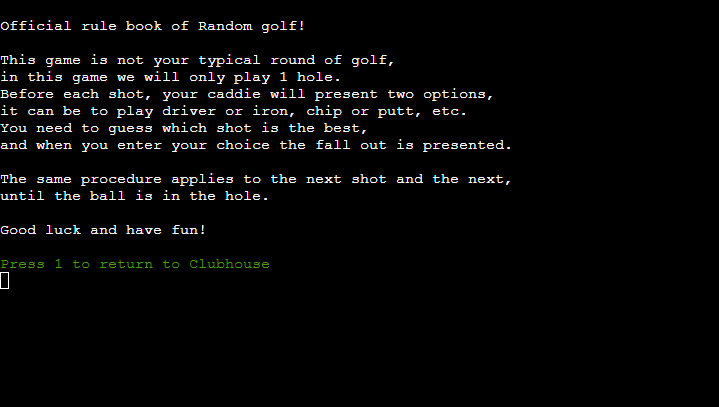 Official rule book of Random golf!
This game is not your typical round of golf,
in this game we will only play 1 hole.
Before each shot, your caddie will present two options,
it can be to play driver or iron, chip or putt, etc.
You need to guess which shot is the best,
and when you enter your choice the fall out is presented.
The same procedure applies to the next shot and the next,
until the ball is in the hole.
Good luck and have fun!
Press 1 to return to Clubhouse